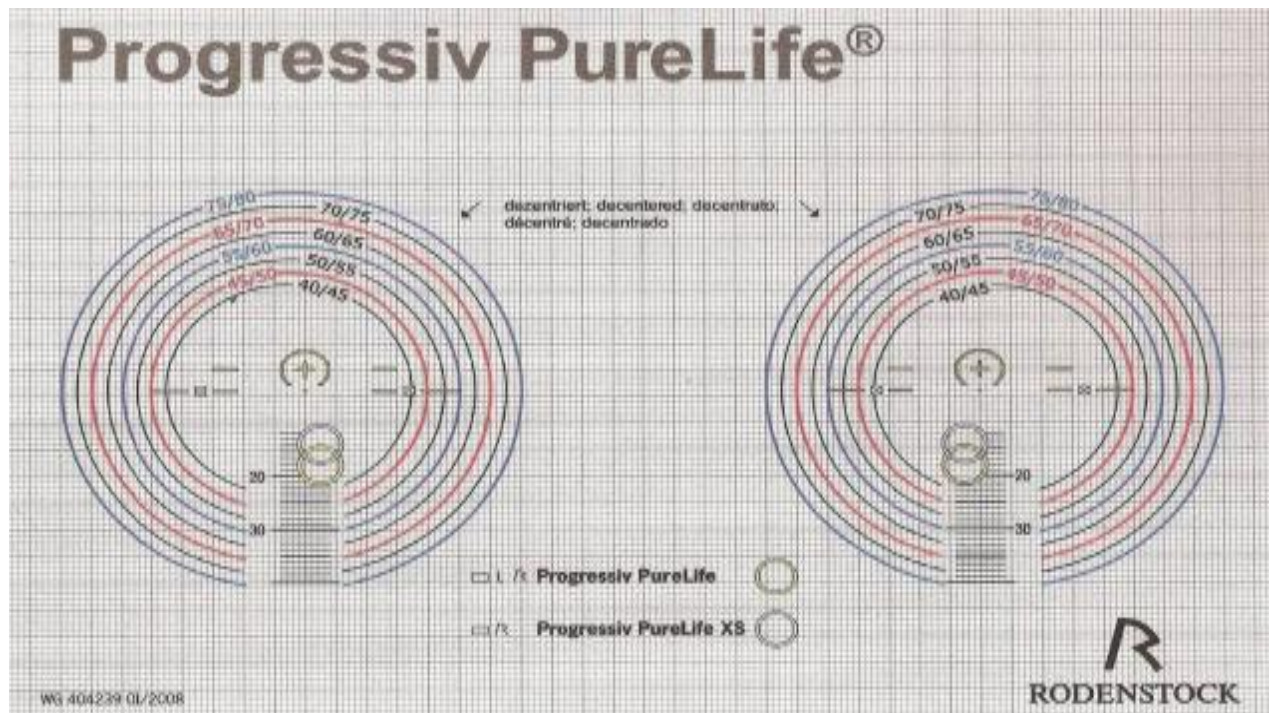 Progressiv PureLife®
75/80
70/75
65/70
60/65
55/60
50/55
45/50
40/45
20
30
dezentriert; decentered; decentrato;
décentré; decentriedo
75/80
70/75
65/70
60/65
55/60
50/55
45/50
40/45
20
30
Progressiv PureLife
Progressiv PureLife XS
R
RODENSTOCK
WG 404239 01/2008